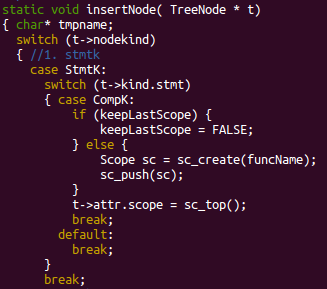 static void insertNode( TreeNode * t)
{ char* tmpname;
  switch (t->nodekind)
  { //1. stmtk
    case StmtK:
      switch (t->kind.stmt)
      { case CompK:
          if (keepLastScope) {
              keepLastScope = FALSE;
          } else {
              Scope sc = sc_create(funcName);
              sc_push(sc);
          }
          t->attr.scope = sc_top();
          break;
        default:
          break;
      }
      break;